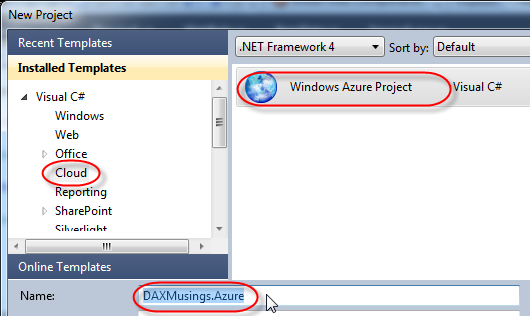 New Project
Recent Templates
.NET Framework 4
Sort by:
Default
Installed Templates
Visual C#
Windows
Web
Office
Cloud
Reporting
SharePoint
Silverlight
Windows Azure Project
Visual C#
Online Templates
Name:
DAXMusings.Azure